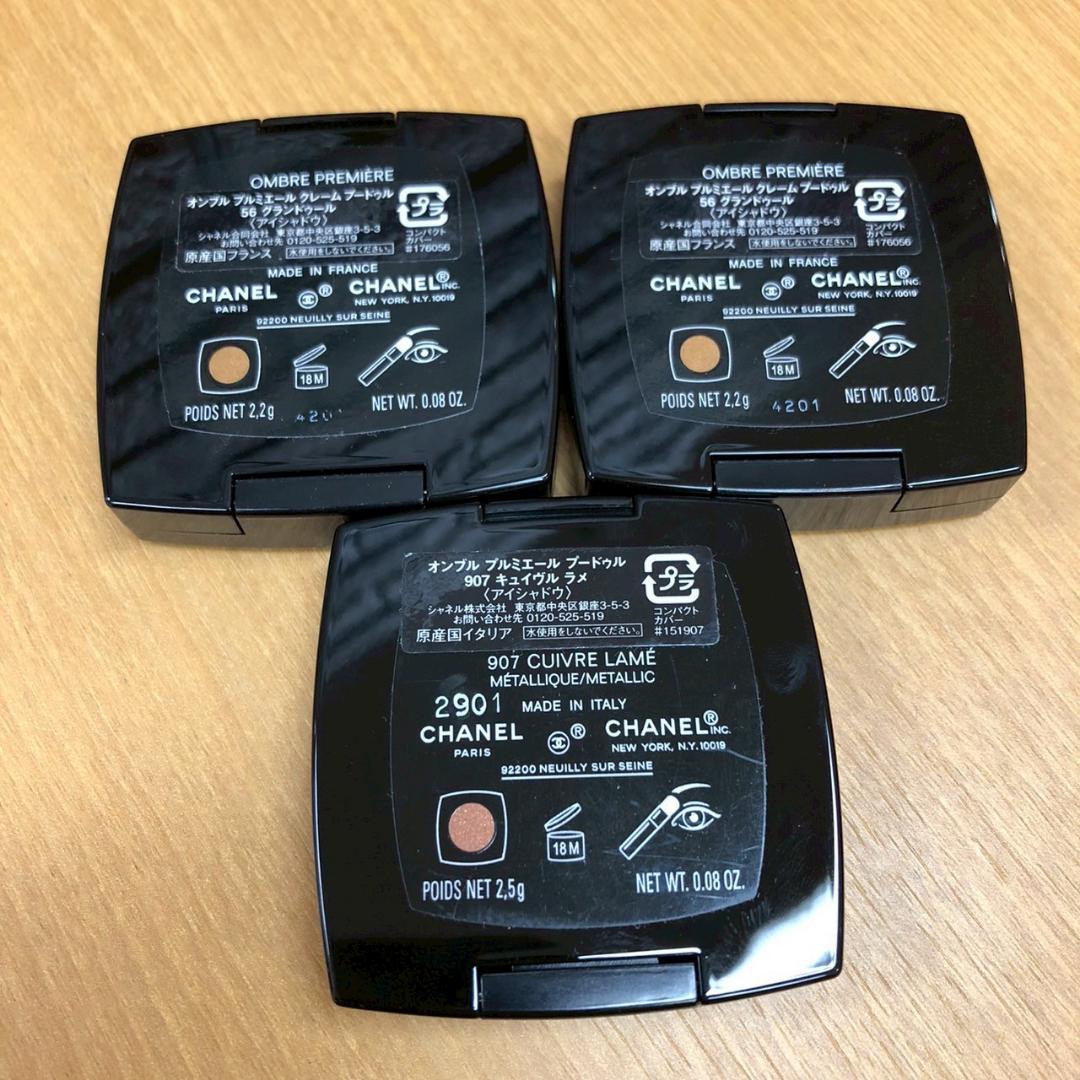 OMBRE PREMIÈRE
オンブル プルミエール クレーム プードゥル
56 グランドゥール
〈アイシャドウ〉
シャネル合同会社 東京都中央区銀座3-5-3
お問い合わせ先 0120-525-519
原産国フランス 水使用をしないでください。
プラ
コンパクト
カバー
#176056
MADE IN FRANCE
CHANEL
PARIS
®
CHANEL® INC.
NEW YORK, N.Y. 10019
92200 NEUILLY SUR SEINE
18 M
POIDS NET 2,2g
NET WT. 0.08 OZ.
OMBRE PREMIÈRE
オンブル プルミエール クレーム プードゥル
56 グランドゥール
〈アイシャドウ〉
シャネル合同会社 東京都中央区銀座3-5-3
お問い合わせ先 0120-525-519
原産国フランス 水使用をしないでください。
プラ
コンパクト
カバー
#176056
MADE IN FRANCE
CHANEL
PARIS
®
CHANEL® INC.
NEW YORK, N.Y. 10019
92200 NEUILLY SUR SEINE
18 M
POIDS NET 2,2g
4201
NET WT. 0.08 OZ.
オンブル プルミエール プードゥル
907 キュイヴル ラメ
〈アイシャドウ〉
シャネル株式会社 東京都中央区銀座3-5-3
お問い合わせ先 0120-525-519
原産国イタリア 水使用をしないでください。
プラ
コンパクト
カバー
#151907
907 CUIVRE LAMÉ
MÉTALLIQUE/METALLIC
2901 MADE IN ITALY
CHANEL
PARIS
®
CHANEL® INC.
NEW YORK, N.Y. 10019
92200 NEUILLY SUR SEINE
18 M
POIDS NET 2,5g
NET WT. 0.08 OZ.